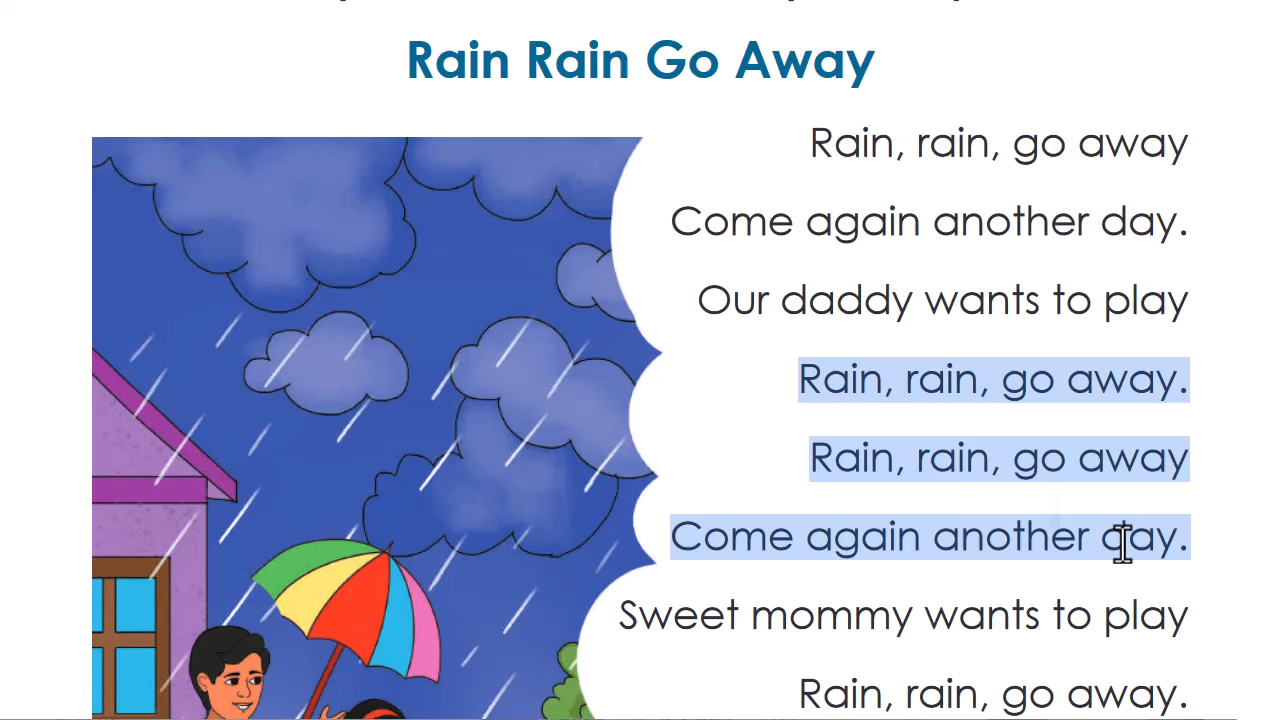 Rain Rain Go Away
Rain, rain, go away
Come again another day.
Our daddy wants to play
Rain, rain, go away.
Rain, rain, go away
Come again another day.
Sweet mommy wants to play
Rain, rain, go away.